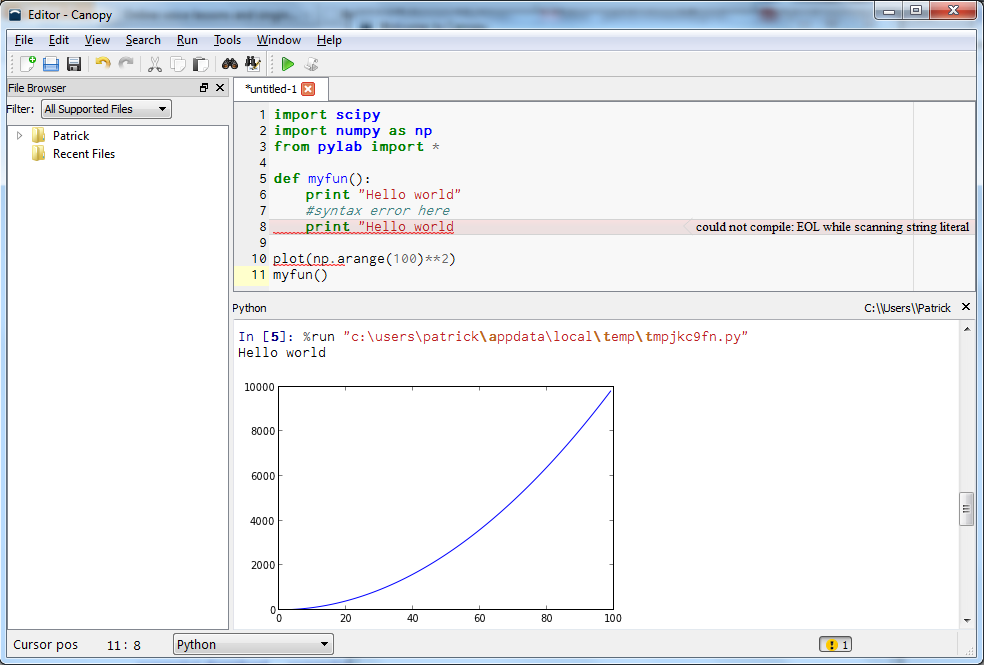 Editor - Canopy
File Edit View Search Run Tools Window Help
File Browser
Filter: All Supported Files
Patrick
Recent Files
*untitled-1
1 import scipy
2 import numpy as np
3 from pylab import *
4
5 def myfun():
6     print "Hello world"
7     #syntax error here
8     print "Hello world
could not compile: EOL while scanning string literal
9
10 plot(np.arange(100)**2)
11 myfun()
Python C:\\Users\\Patrick
In [5]: %run "c:\users\patrick\appdata\local\temp\tmpjkc9fn.py"
Hello world
10000
8000
6000
4000
2000
0
0 20 40 60 80 100
Cursor pos 11: 8 Python 1